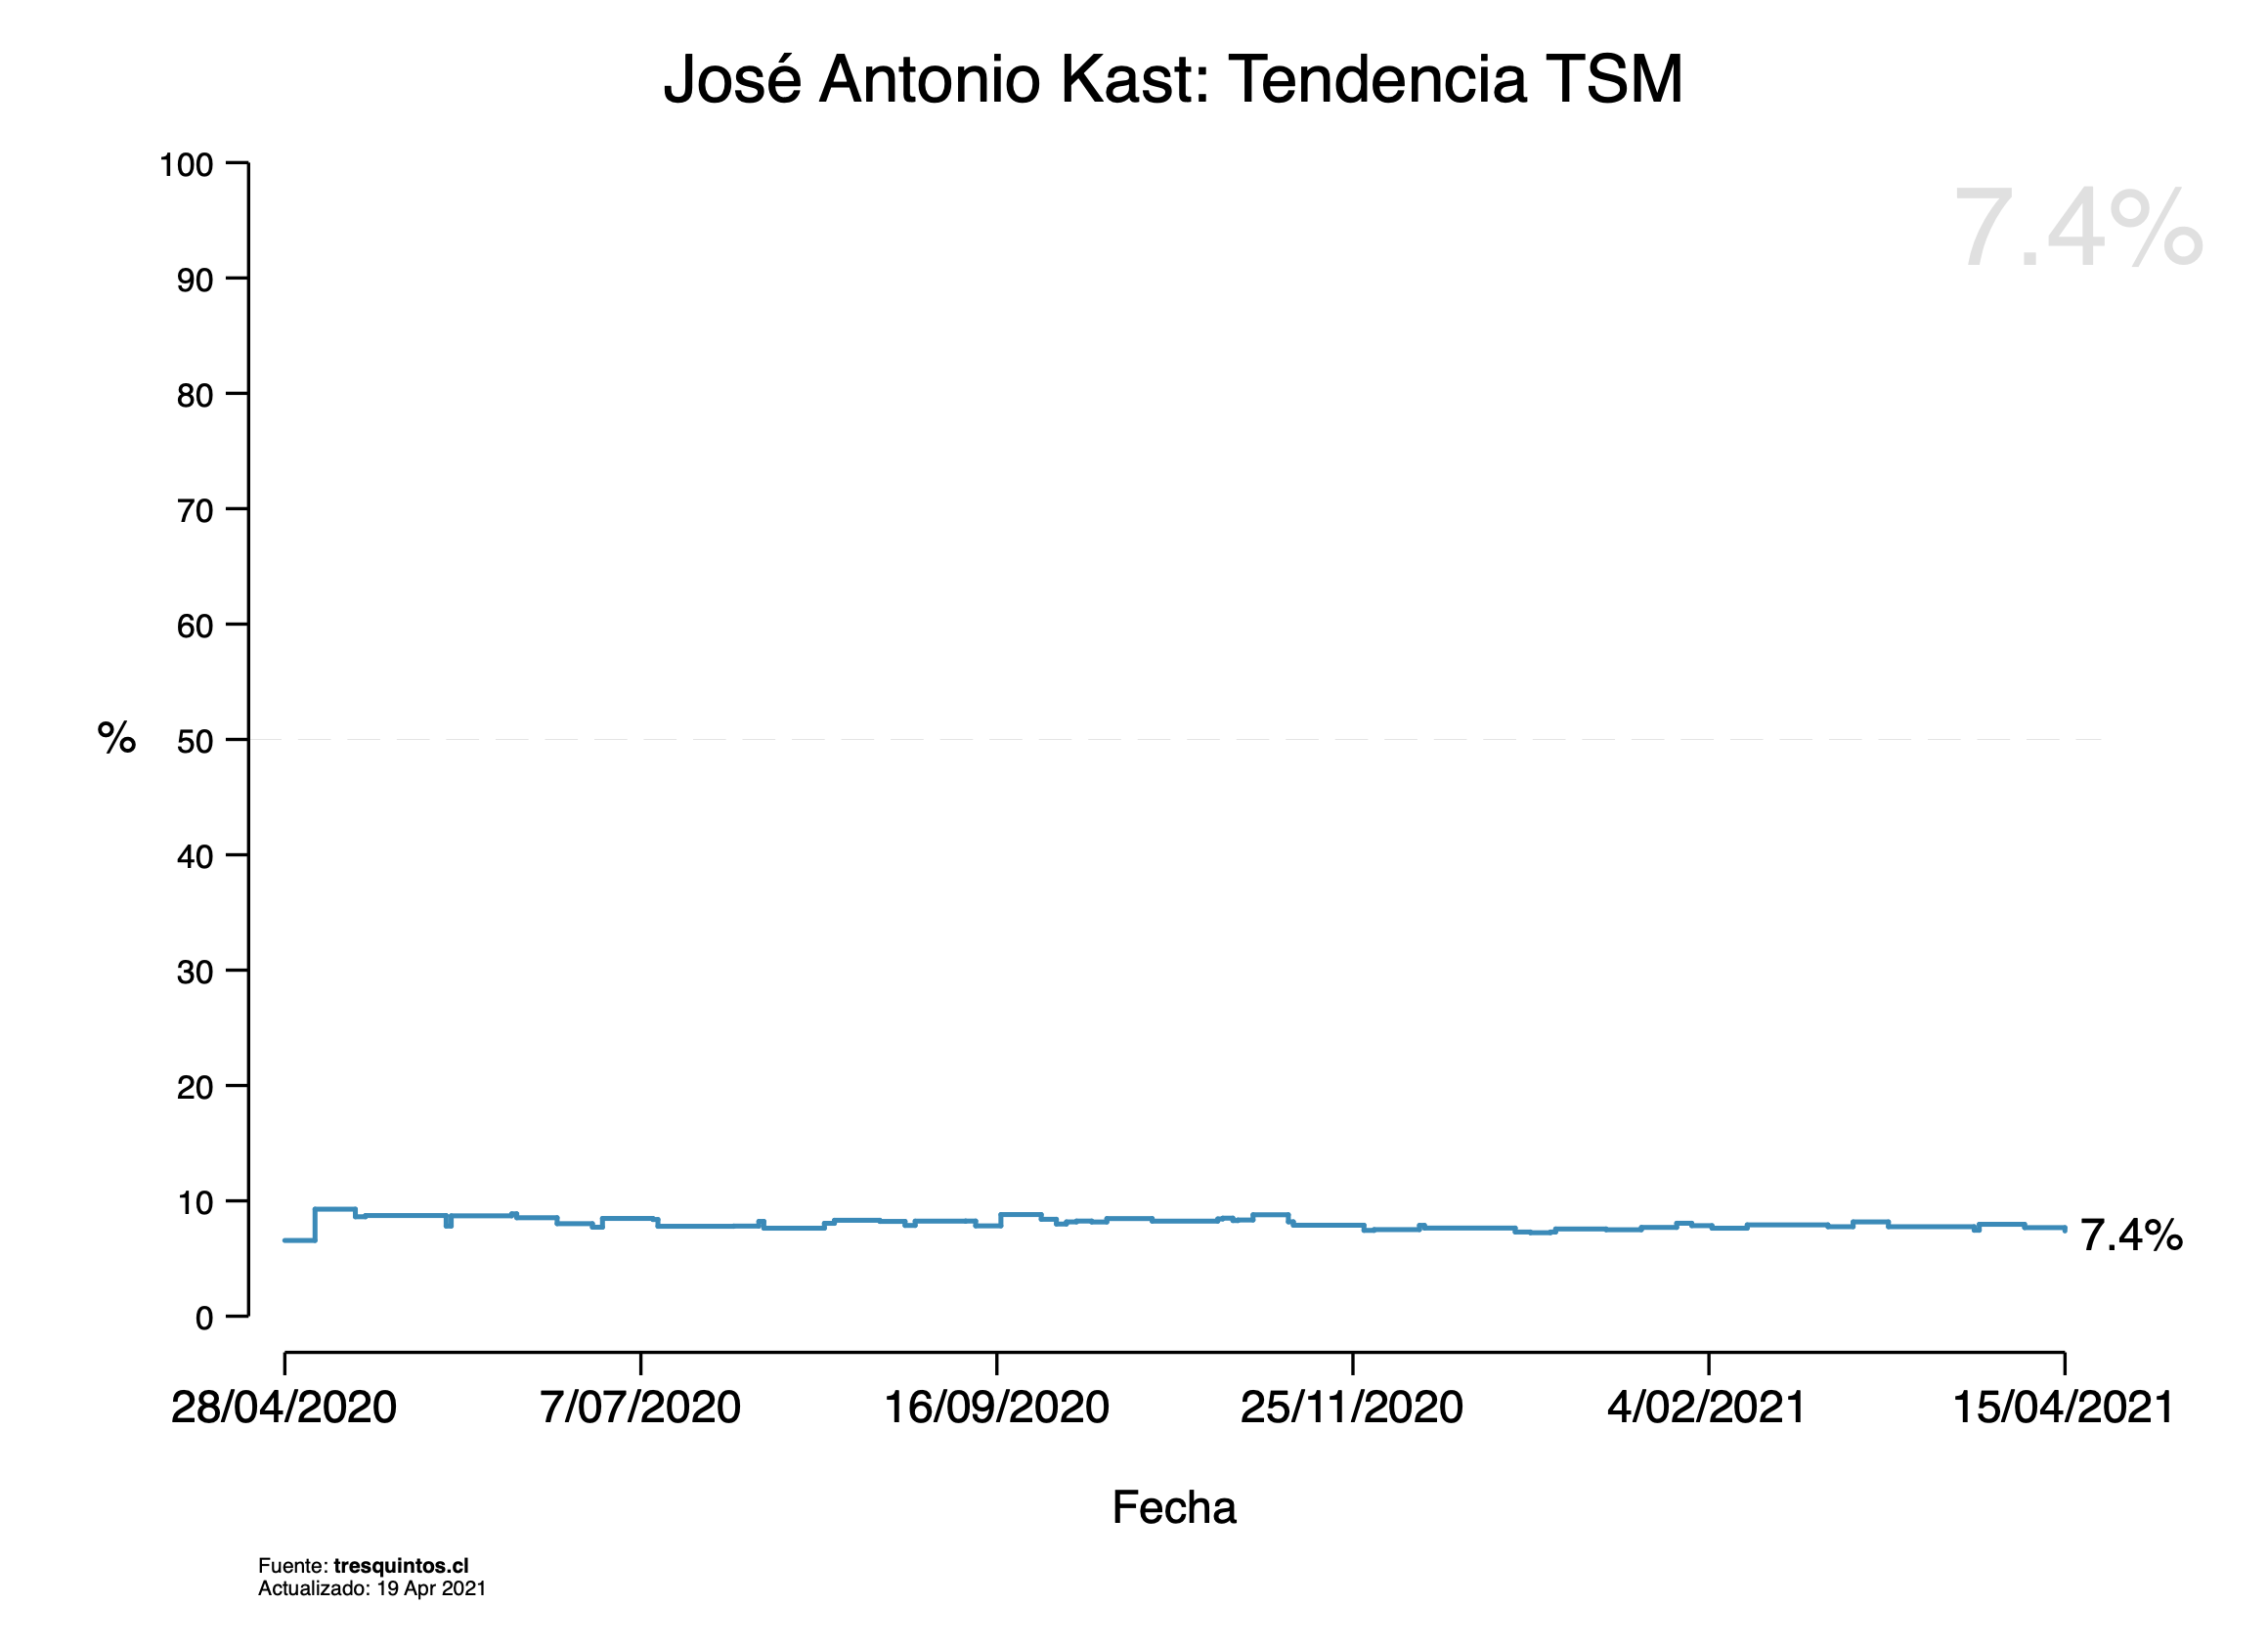 José Antonio Kast: Tendencia TSM
7.4%
100
90
80
70
60
50
40
30
20
10
0
%
7.4%
28/04/2020 7/07/2020 16/09/2020 25/11/2020 4/02/2021 15/04/2021
Fecha
Fuente: tresquintos.cl
Actualizado: 19 Apr 2021